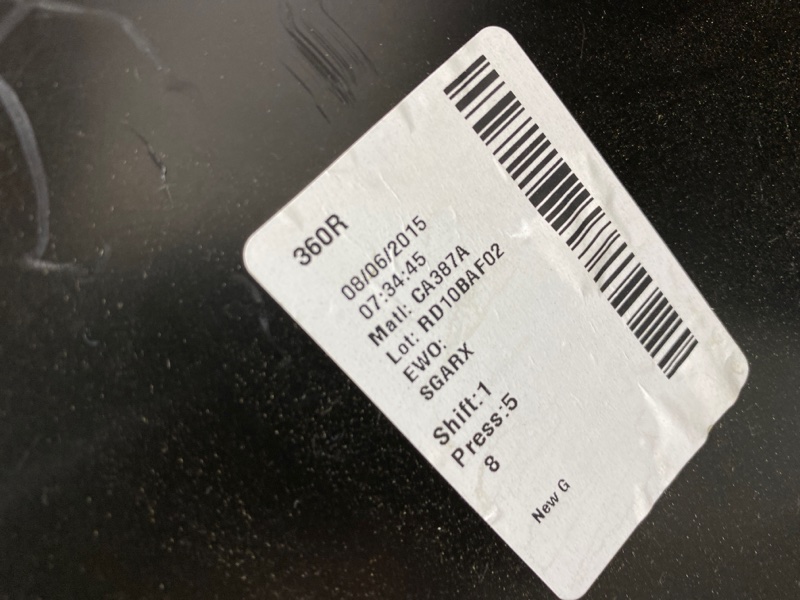 360R
08/06/2015
07:34:45
Matl: CA387A
Lot: RD10BAF02
EWO:
SGARX
Shift:1
Press:5
8
New G